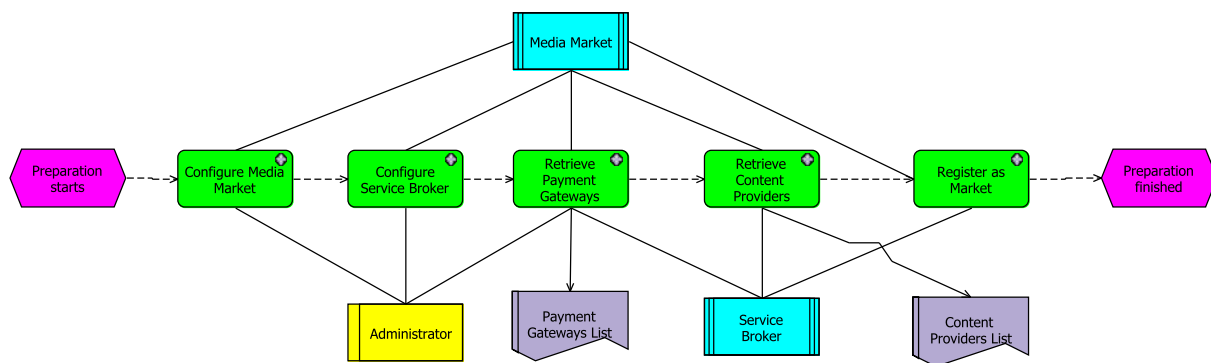 Media Market
Preparation
starts
Configure Media
Market
Configure
Service Broker
Retrieve
Payment
Gateways
Retrieve
Content
Providers
Register as
Market
Preparation
finished
Administrator
Payment
Gateways List
Service
Broker
Content
Providers List